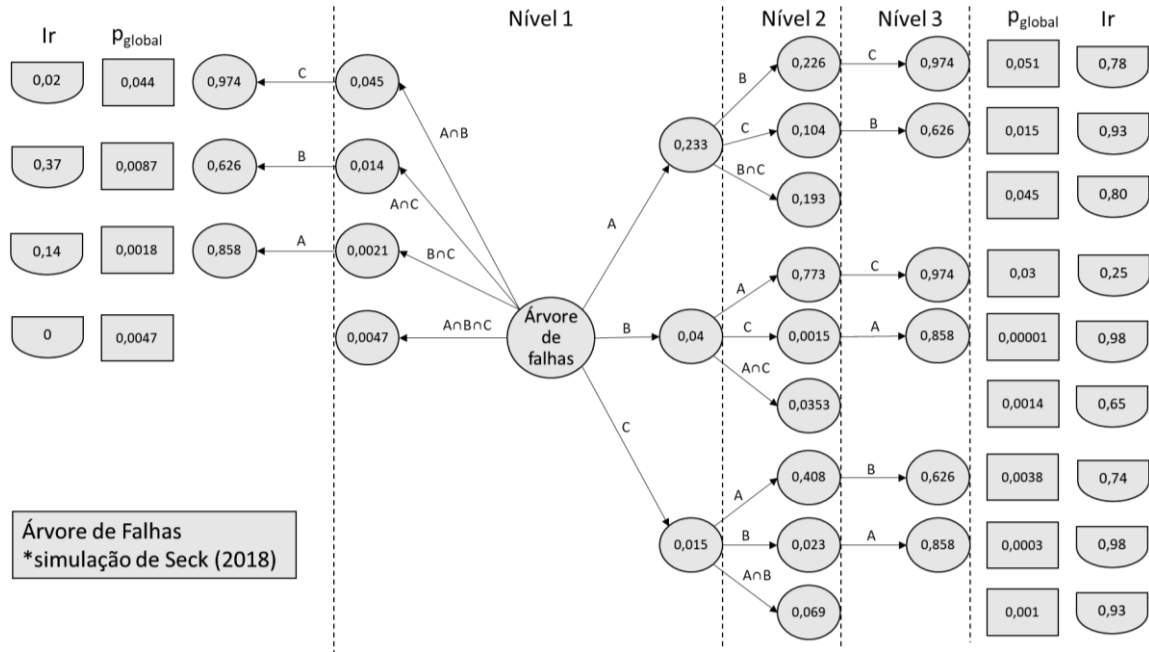 Nível 1
Nível 2
Nível 3
Ir
p_global
p_global
Ir
0,02
0,044
0,974
C
0,045
A∩B
0,37
0,0087
0,626
B
0,014
A∩C
0,14
0,0018
0,858
A
0,0021
B∩C
0
0,0047
0,0047
A∩B∩C
Árvore
de
falhas
A
0,233
B
0,226
C
0,974
0,051
0,78
C
0,104
B
0,626
0,015
0,93
B∩C
0,193
0,045
0,80
B
0,04
A
0,773
C
0,974
0,03
0,25
C
0,0015
A
0,858
0,00001
0,98
A∩C
0,0353
0,0014
0,65
C
0,015
A
0,408
B
0,626
0,0038
0,74
B
0,023
A
0,858
0,0003
0,98
A∩B
0,069
0,001
0,93
Árvore de Falhas
*simulação de Seck (2018)